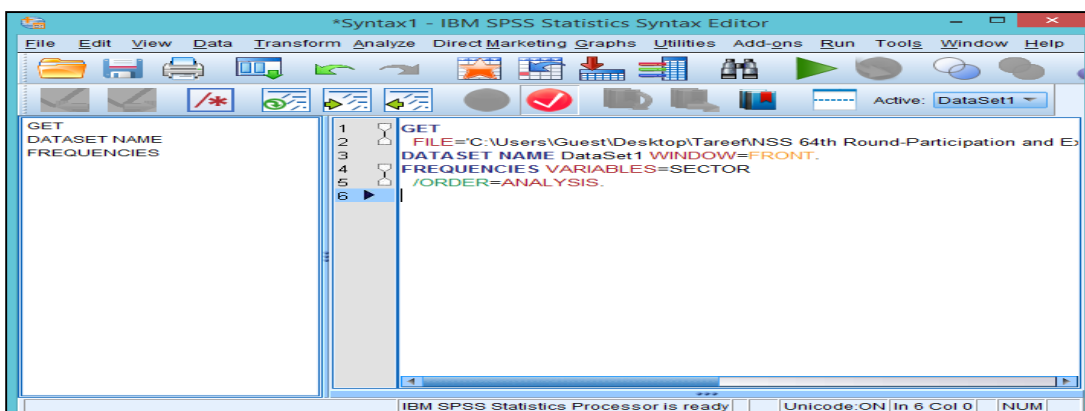 *Syntax1 - IBM SPSS Statistics Syntax Editor
File Edit View Data Transform Analyze Direct Marketing Graphs Utilities Add-ons Run Tools Window Help
Active: DataSet1
GET
DATASET NAME
FREQUENCIES
1 GET
2 FILE='C:\Users\Guest\Desktop\Tareef\NSS 64th Round-Participation and Ex
3 DATASET NAME DataSet1 WINDOW=FRONT.
4 FREQUENCIES VARIABLES=SECTOR
5 /ORDER=ANALYSIS.
6
IBM SPSS Statistics Processor is ready Unicode:ON In 6 Col 0 NUM